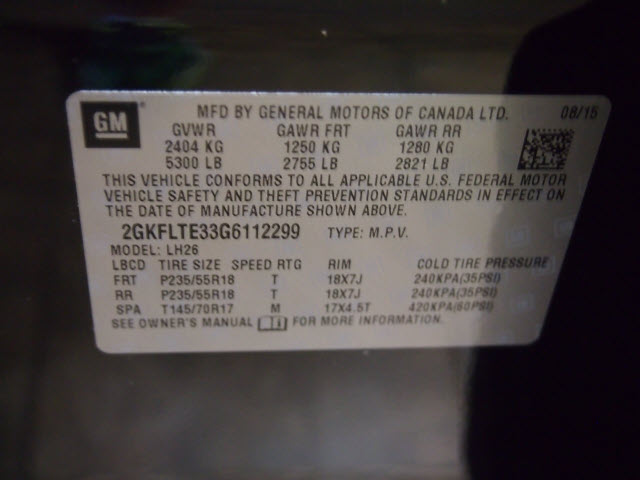 GM MFD BY GENERAL MOTORS OF CANADA LTD. 08/15
GVWR GAWR FRT GAWR RR
2404 KG 1250 KG 1280 KG
5300 LB 2755 LB 2821 LB
THIS VEHICLE CONFORMS TO ALL APPLICABLE U.S. FEDERAL MOTOR
VEHICLE SAFETY AND THEFT PREVENTION STANDARDS IN EFFECT ON
THE DATE OF MANUFACTURE SHOWN ABOVE.
2GKFLTE33G6112299 TYPE: M.P.V.
MODEL: LH26
LBCD TIRE SIZE SPEED RTG RIM COLD TIRE PRESSURE
FRT P235/55R18 T 18X7J 240KPA(35PSI)
RR P235/55R18 T 18X7J 240KPA(35PSI)
SPA T145/70R17 M 17X4.5T 420KPA(60PSI)
SEE OWNER'S MANUAL FOR MORE INFORMATION.